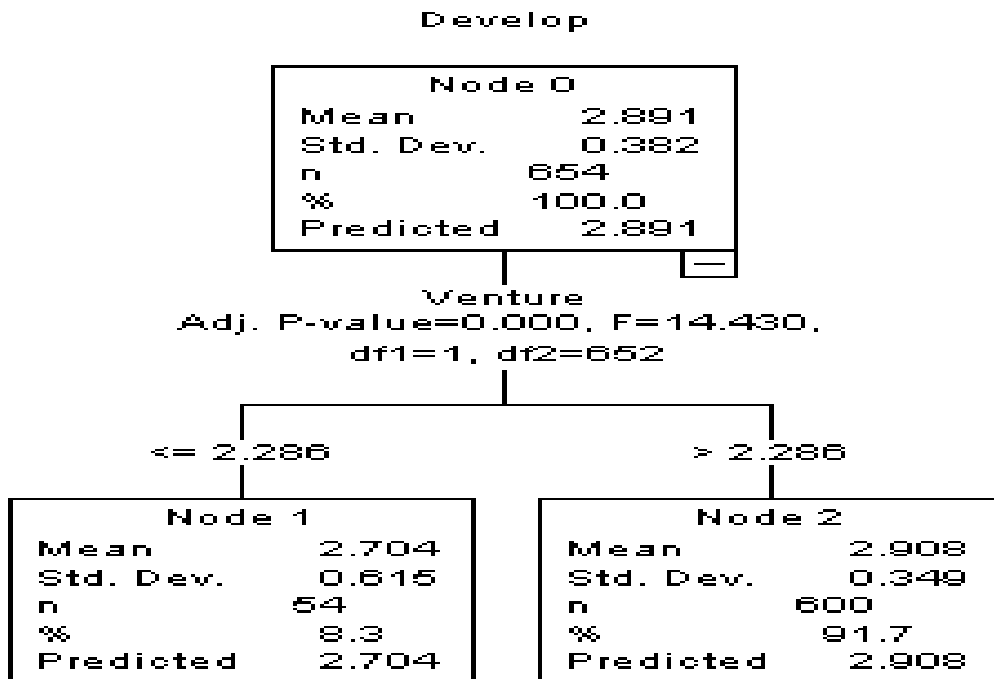 Develop
Node 0
Mean 2.891
Std. Dev. 0.382
n 654
% 100.0
Predicted 2.891
Venture
Adj. P-value=0.000, F=14.430,
df1=1, df2=652
<= 2.286
> 2.286
Node 1
Mean 2.704
Std. Dev. 0.615
n 54
% 8.3
Predicted 2.704
Node 2
Mean 2.908
Std. Dev. 0.349
n 600
% 91.7
Predicted 2.908